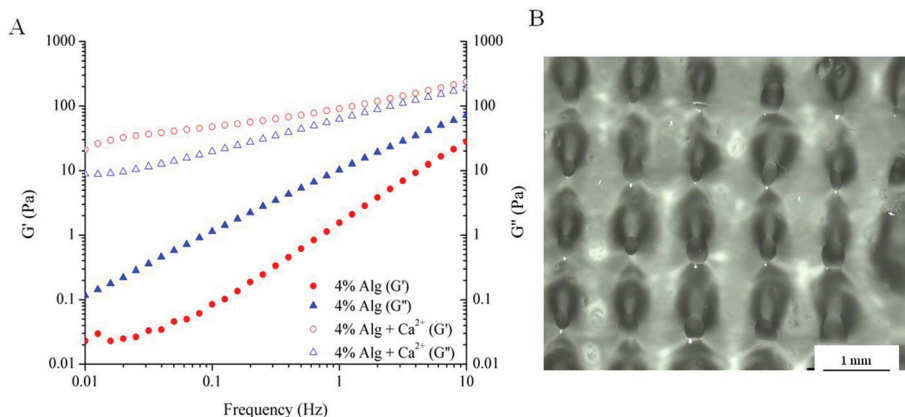 A
B
1000
100
10
1
0.1
0.01
G' (Pa)
4% Alg (G')
4% Alg (G'')
4% Alg + Ca²⁺ (G')
4% Alg + Ca²⁺ (G'')
0.01
0.1
1
10
Frequency (Hz)
1000
100
10
1
0.1
0.01
G'' (Pa)
1 mm